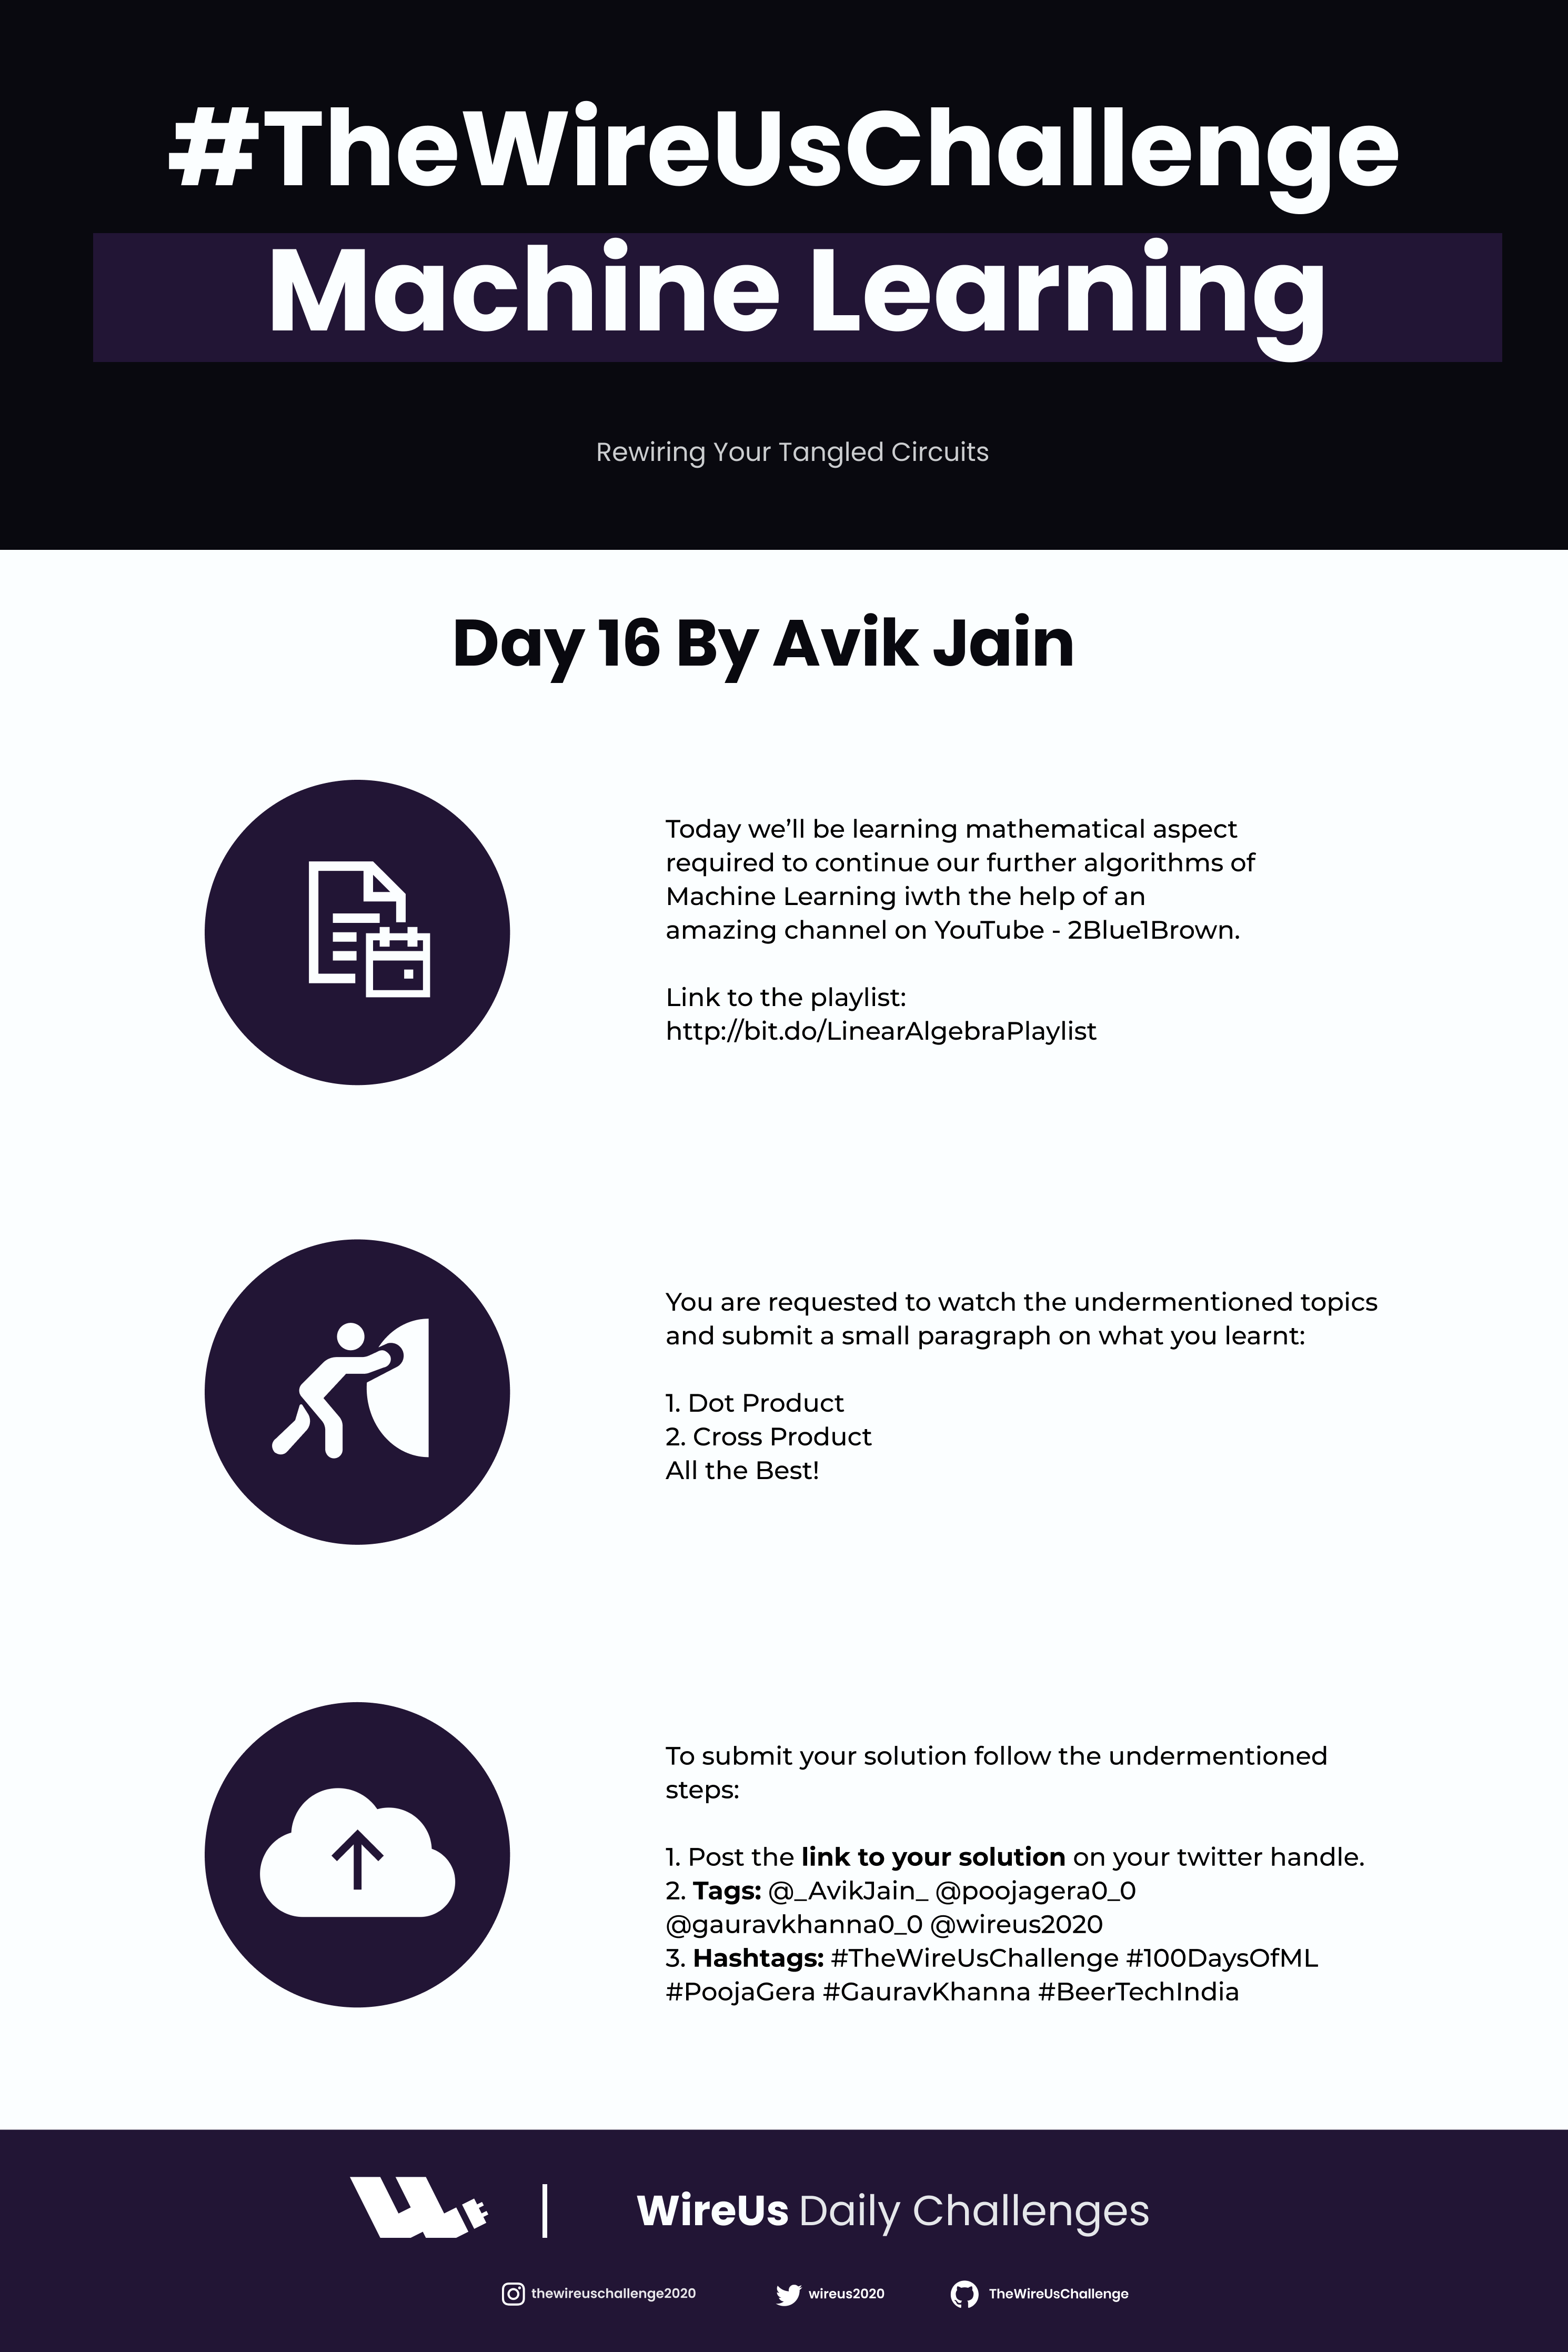 #TheWireUsChallenge
Machine Learning
Rewiring Your Tangled Circuits
Day 16 By Avik Jain
Today we’ll be learning mathematical aspect
required to continue our further algorithms of
Machine Learning iwth the help of an
amazing channel on YouTube - 2Blue1Brown.
Link to the playlist:
http://bit.do/LinearAlgebraPlaylist
You are requested to watch the undermentioned topics
and submit a small paragraph on what you learnt:
1. Dot Product
2. Cross Product
All the Best!
To submit your solution follow the undermentioned
steps:
1. Post the link to your solution on your twitter handle.
2. Tags: @_AvikJain_ @poojagera0_0
@gauravkhanna0_0 @wireus2020
3. Hashtags: #TheWireUsChallenge #100DaysOfML
#PoojaGera #GauravKhanna #BeerTechIndia
WireUs Daily Challenges
thewireuschallenge2020 wireus2020 TheWireUsChallenge